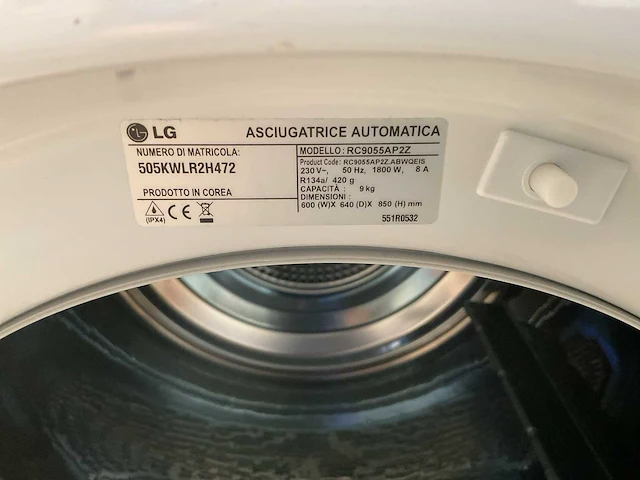 LG ASCIUGATRICE AUTOMATICA
NUMERO DI MATRICOLA:
505KWLR2H472
PRODOTTO IN COREA
(IPX4) CE
MODELLO: RC9055AP2Z
Product Code: RC9055AP2Z.ABWQEIS
230 V~, 50 Hz, 1800 W, 8 A
R134a/ 420 g
CAPACITÀ : 9 kg
DIMENSIONI :
600 (W)X 640 (D)X 850 (H) mm
551R0532